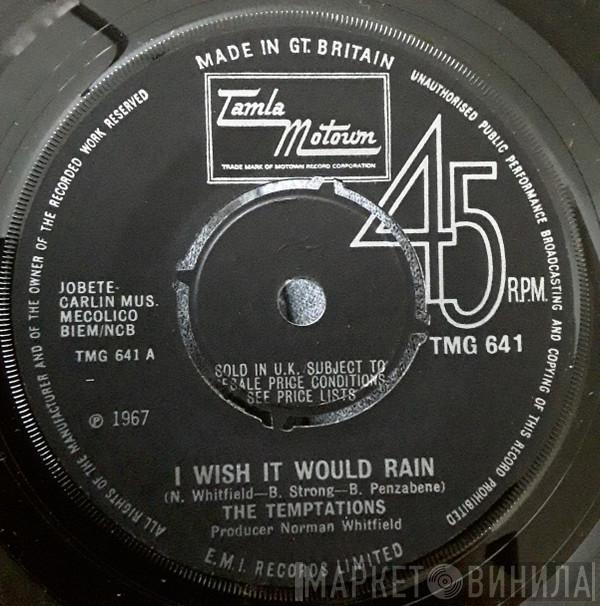 MADE IN GT. BRITAIN
UNAUTHORISED PUBLIC PERFORMANCE BROADCASTING AND COPYING OF THIS RECORD PROHIBITED
ALL RIGHTS OF THE MANUFACTURER AND OF THE OWNER OF THE RECORDED WORK RESERVED
Tamla
Motown
TRADE MARK OF MOTOWN RECORD CORPORATION
45
R.P.M.
TMG 641
JOBETE-
CARLIN MUS.
MECOLICO
BIEM/NCB
TMG 641 A
℗ 1967
SOLD IN U.K. SUBJECT TO
RESALE PRICE CONDITIONS
SEE PRICE LISTS
I WISH IT WOULD RAIN
(N. Whitfield—B. Strong—B. Penzabene)
THE TEMPTATIONS
Producer Norman Whitfield
E.M.I. RECORDS LIMITED
МАРКЕТ ВИНИЛА